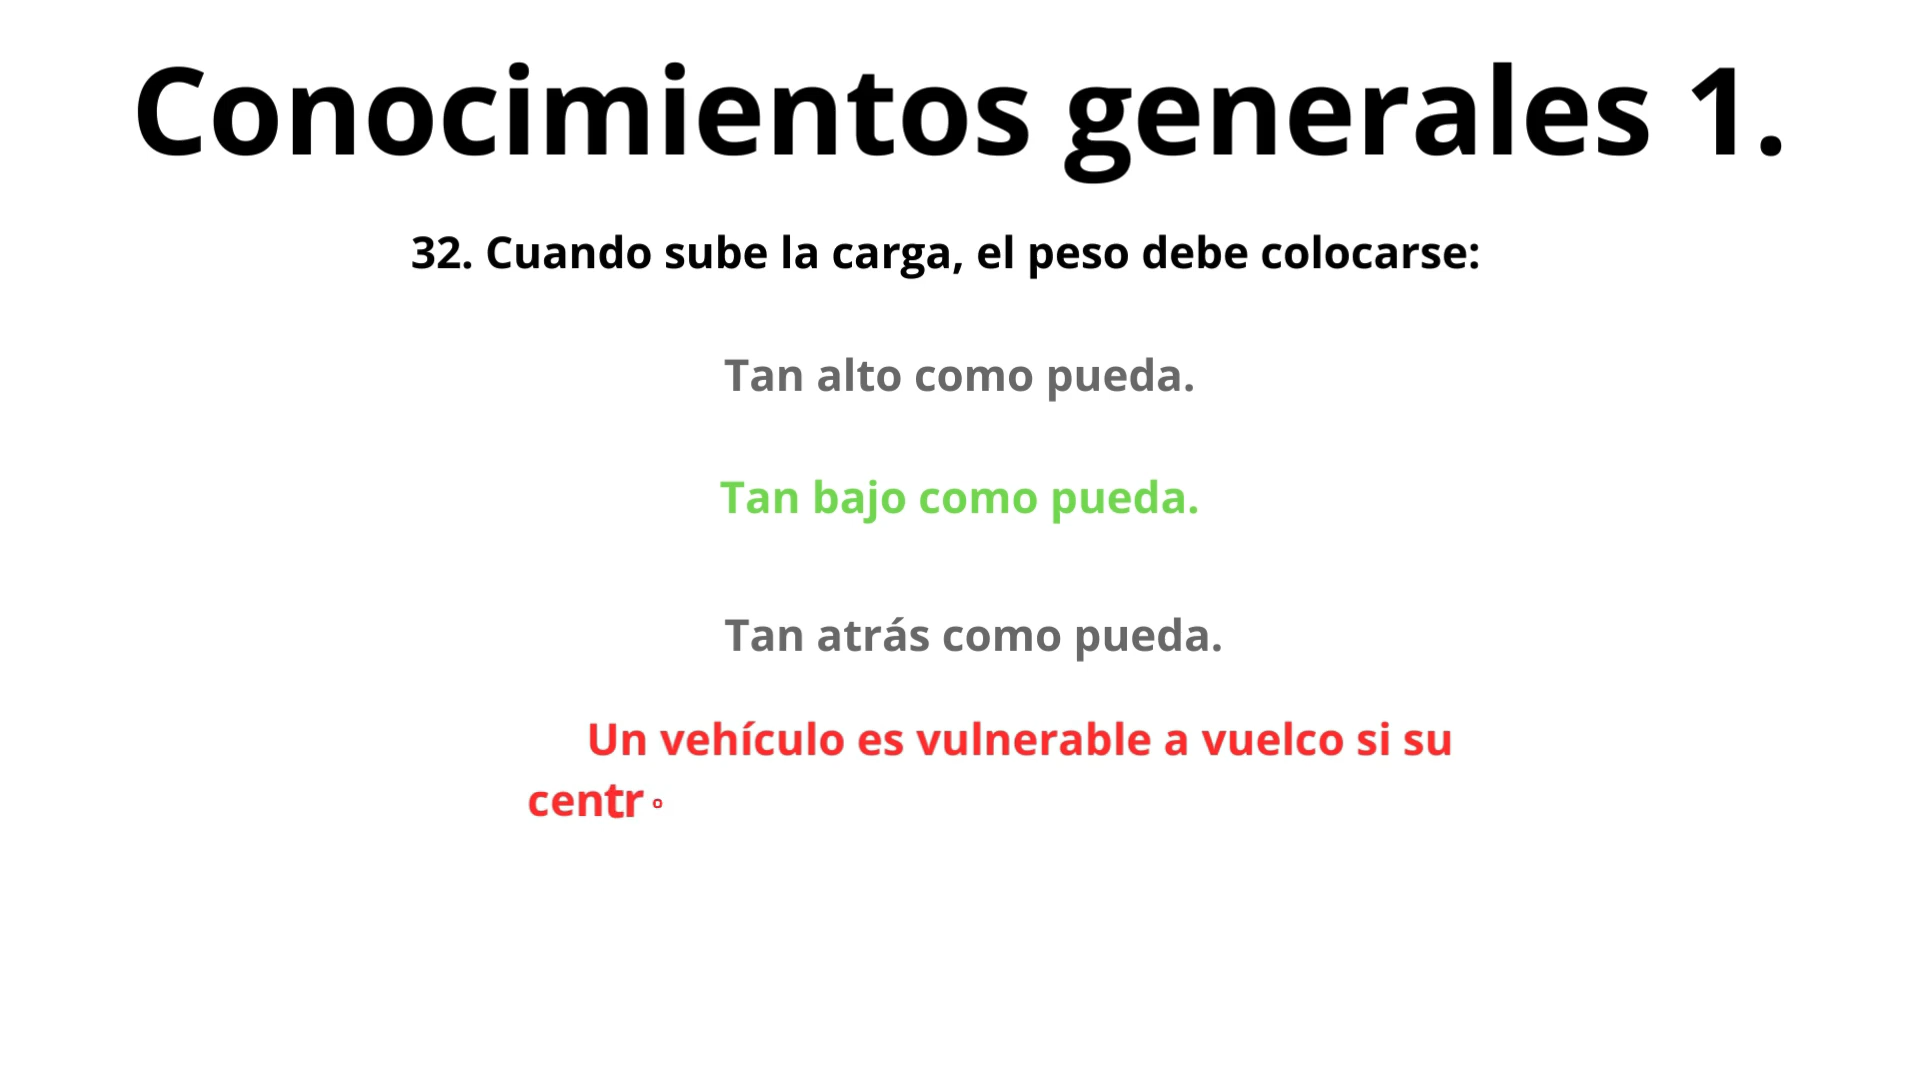 Conocimientos generales 1.
32. Cuando sube la carga, el peso debe colocarse:
Tan alto como pueda.
Tan bajo como pueda.
Tan atrás como pueda.
Un vehículo es vulnerable a vuelco si su
centro